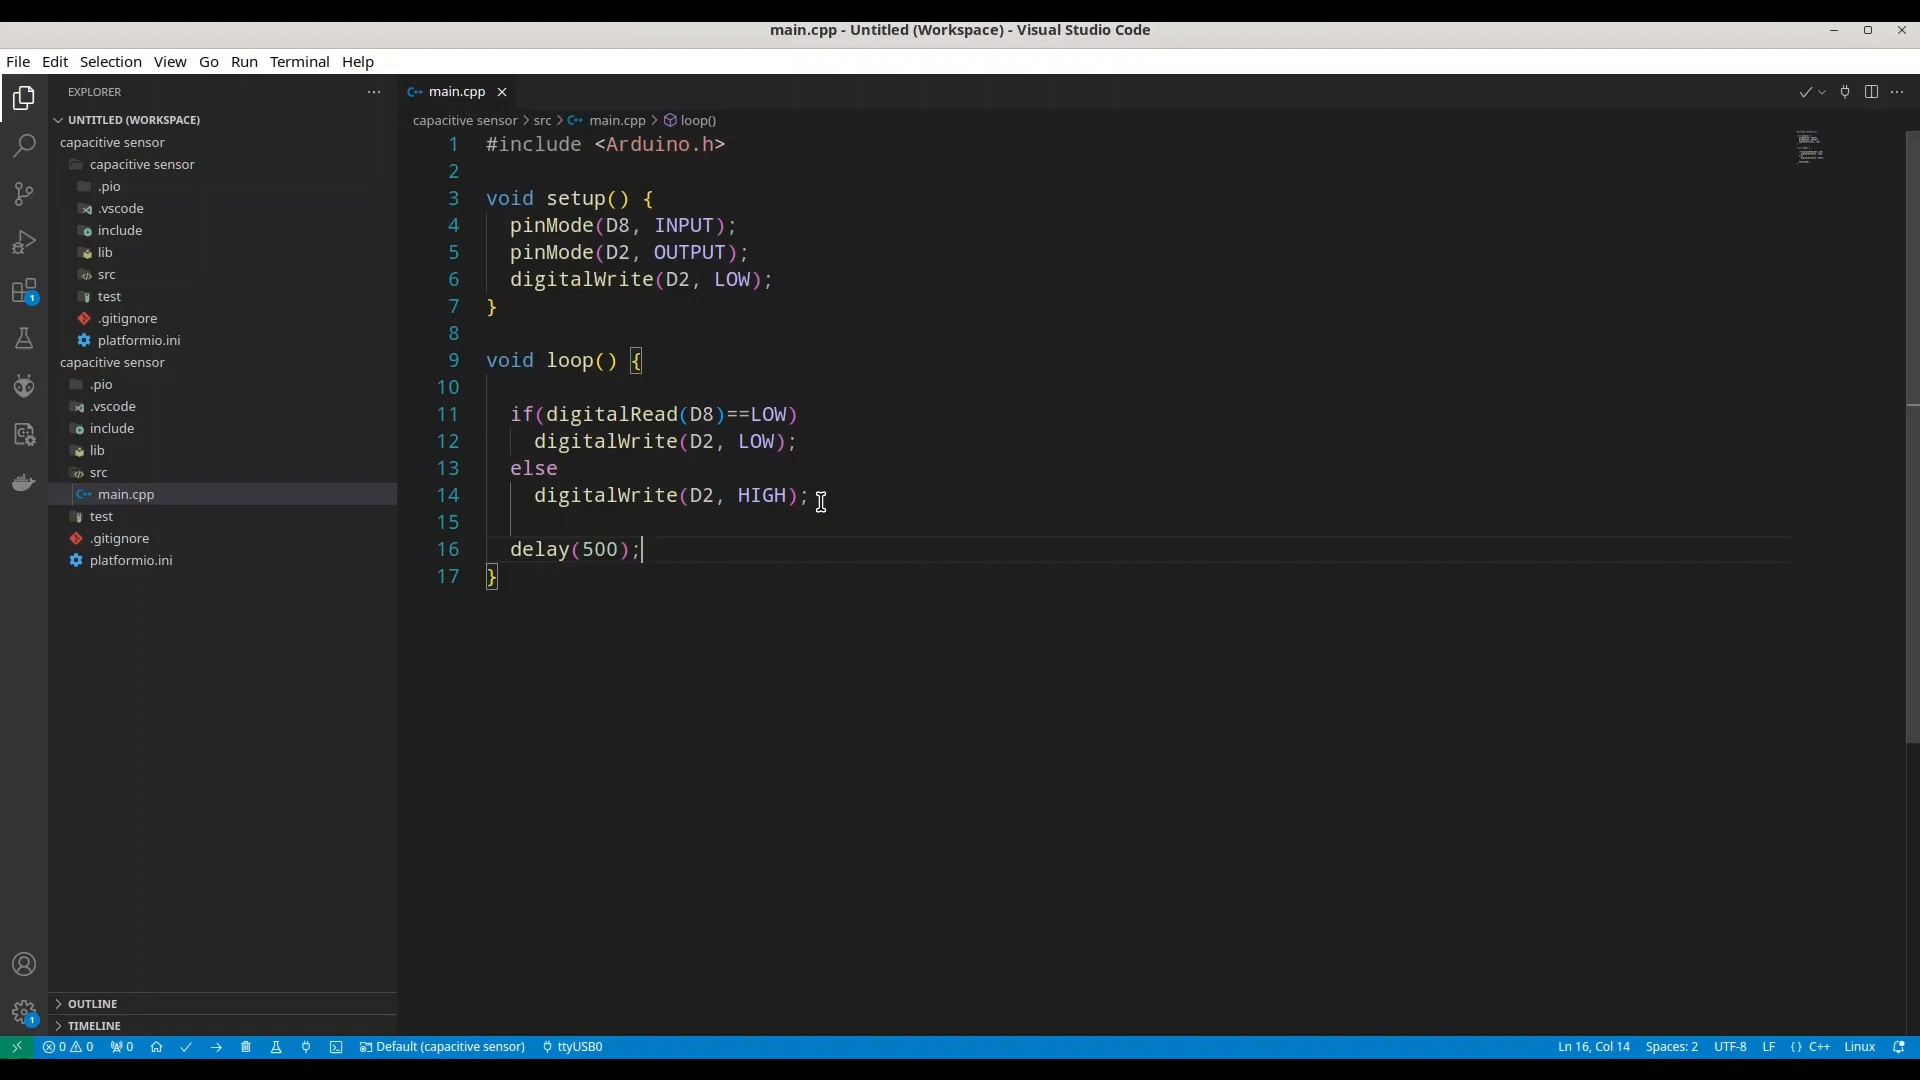 main.cpp - Untitled (Workspace) - Visual Studio Code
File Edit Selection View Go Run Terminal Help
EXPLORER
UNTITLED (WORKSPACE)
capacitive sensor
capacitive sensor
.pio
.vscode
include
lib
src
test
.gitignore
platformio.ini
capacitive sensor
.pio
.vscode
include
lib
src
main.cpp
test
.gitignore
platformio.ini
OUTLINE
TIMELINE
1
1
main.cpp
capacitive sensor > src > main.cpp > loop()
1 #include <Arduino.h>
2
3 void setup() {
4 pinMode(D8, INPUT);
5 pinMode(D2, OUTPUT);
6 digitalWrite(D2, LOW);
7 }
8
9 void loop() {
10
11 if(digitalRead(D8)==LOW)
12 digitalWrite(D2, LOW);
13 else
14 digitalWrite(D2, HIGH);
15
16 delay(500);
17 }
0 0 0 Default (capacitive sensor) ttyUSB0 Ln 16, Col 14 Spaces: 2 UTF-8 LF {} C++ Linux